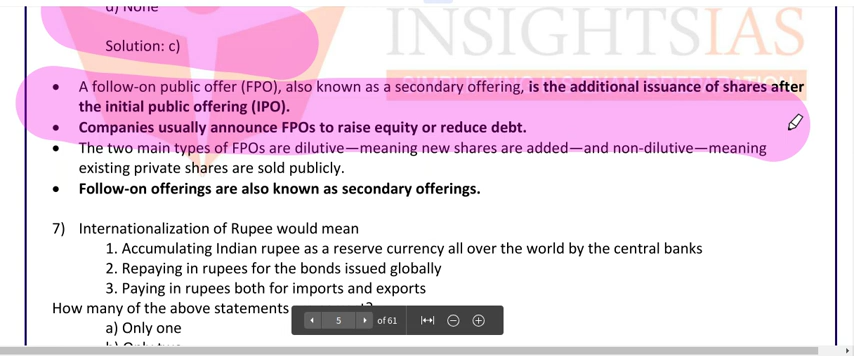 d) None
INSIGHTSIAS
Solution: c)
• A follow-on public offer (FPO), also known as a secondary offering, is the additional issuance of shares after
the initial public offering (IPO).
• Companies usually announce FPOs to raise equity or reduce debt.
• The two main types of FPOs are dilutive—meaning new shares are added—and non-dilutive—meaning
existing private shares are sold publicly.
• Follow-on offerings are also known as secondary offerings.
7) Internationalization of Rupee would mean
1. Accumulating Indian rupee as a reserve currency all over the world by the central banks
2. Repaying in rupees for the bonds issued globally
3. Paying in rupees both for imports and exports
How many of the above statements
a) Only one
5 of 61